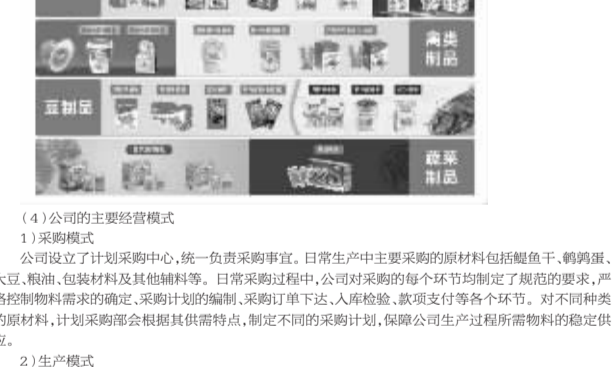 禽类
制品
豆制品
蔬菜
制品
(4)公司的主要经营模式
1)采购模式
公司设立了计划采购中心,统一负责采购事宜。日常生产中主要采购的原材料包括鳀鱼干、鹌鹑蛋、
大豆、粮油、包装材料及其他辅料等。日常采购过程中,公司对采购的每个环节均制定了规范的要求,严
格控制物料需求的确定、采购计划的编制、采购订单下达、入库检验、款项支付等各个环节。对不同种类
的原材料,计划采购部会根据其供需特点,制定不同的采购计划,保障公司生产过程所需物料的稳定供
应。
2)生产模式